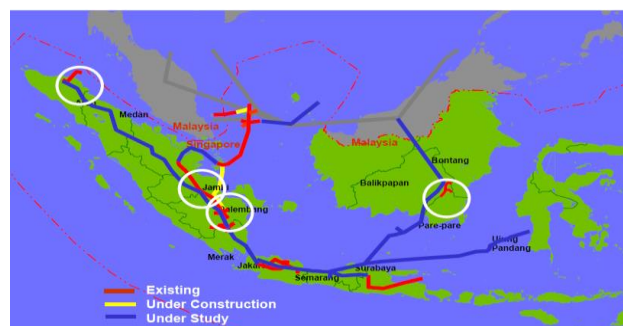 Medan
Malaysia
Singapore
Malaysia
Bontang
Balikpapan
Jambi
Palembang
Pare-pare
Merak
Ujung
Pandang
Jakarta
Surabaya
Semarang
Existing
Under Construction
Under Study